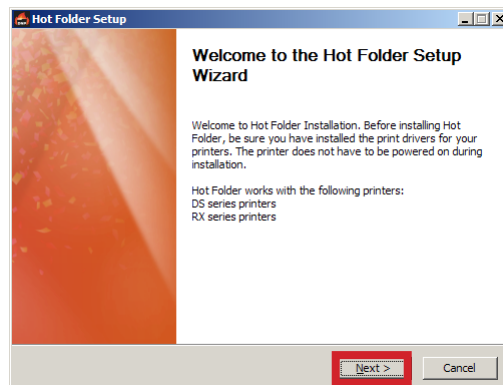 Hot Folder Setup
Welcome to the Hot Folder Setup
Wizard
Welcome to Hot Folder Installation. Before installing Hot
Folder, be sure you have installed the print drivers for your
printers. The printer does not have to be powered on during
installation.
Hot Folder works with the following printers:
DS series printers
RX series printers
Next >
Cancel